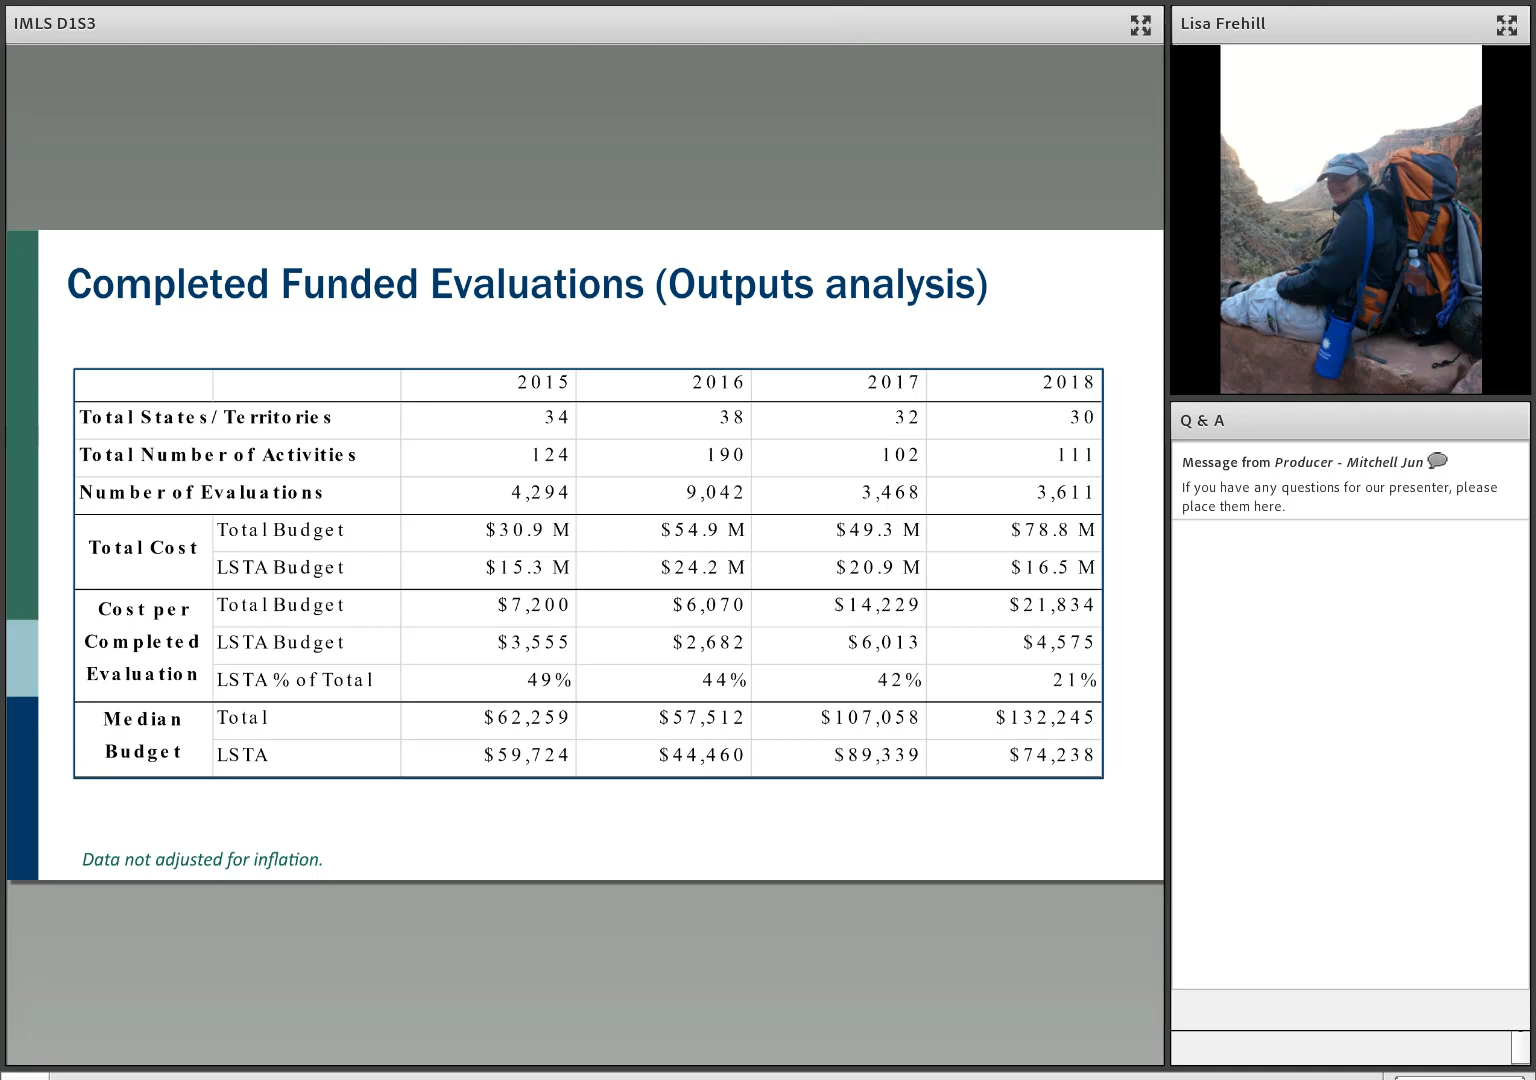 IMLS D1S3
Completed Funded Evaluations (Outputs analysis)
2015 2016 2017 2018
Total States/ Territories 34 38 32 30
Total Number of Activities 124 190 102 111
Number of Evaluations 4,294 9,042 3,468 3,611
Total Cost
Total Budget $30.9 M $54.9 M $49.3 M $78.8 M
LSTA Budget $15.3 M $24.2 M $20.9 M $16.5 M
Cost per
Completed
Evaluation
Total Budget $7,200 $6,070 $14,229 $21,834
LSTA Budget $3,555 $2,682 $6,013 $4,575
LSTA % of Total 49% 44% 42% 21%
Median
Budget
Total $62,259 $57,512 $107,058 $132,245
LSTA $59,724 $44,460 $89,339 $74,238
Data not adjusted for inflation.
Lisa Frehill
Q & A
Message from Producer - Mitchell Jun
If you have any questions for our presenter, please
place them here.